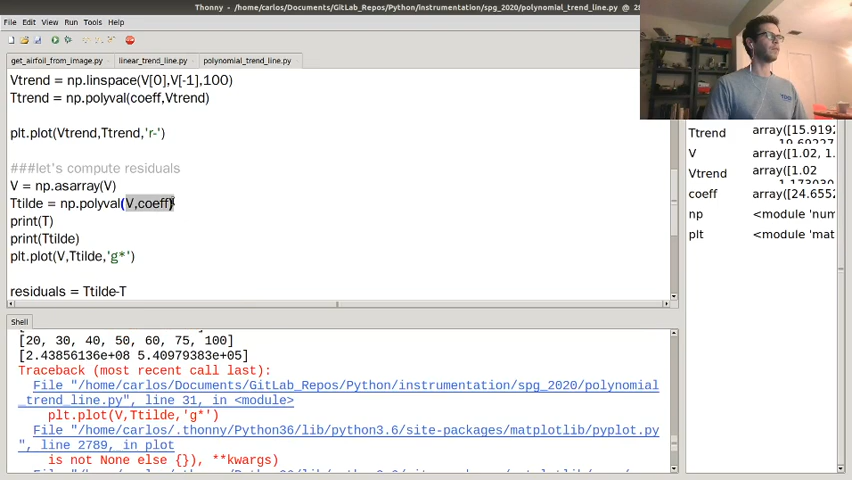 Thonny - /home/carlos/Documents/GitLab_Repos/Python/instrumentation/spg_2020/polynomial_trend_line.py @ 28
File Edit View Run Tools Help
get_airfoil_from_image.py linear_trend_line.py polynomial_trend_line.py
Vtrend = np.linspace(V[0],V[-1],100)
Ttrend = np.polyval(coeff,Vtrend)
plt.plot(Vtrend,Ttrend,'r-')
###let's compute residuals
V = np.asarray(V)
Ttilde = np.polyval(V,coeff)
print(T)
print(Ttilde)
plt.plot(V,Ttilde,'g*')
residuals = Ttilde-T
Ttrend array([15.9192
19.69227
V array([1.02, 1.
Vtrend array([1.02
1.173030
coeff array([24.6552
np <module 'num
plt <module 'mat
Shell
[20, 30, 40, 50, 60, 75, 100]
[2.43856136e+08 5.40979383e+05]
Traceback (most recent call last):
File "/home/carlos/Documents/GitLab_Repos/Python/instrumentation/spg_2020/polynomial
_trend_line.py", line 31, in <module>
plt.plot(V,Ttilde,'g*')
File "/home/carlos/.thonny/Python36/lib/python3.6/site-packages/matplotlib/pyplot.py
", line 2789, in plot
is not None else {}), **kwargs)